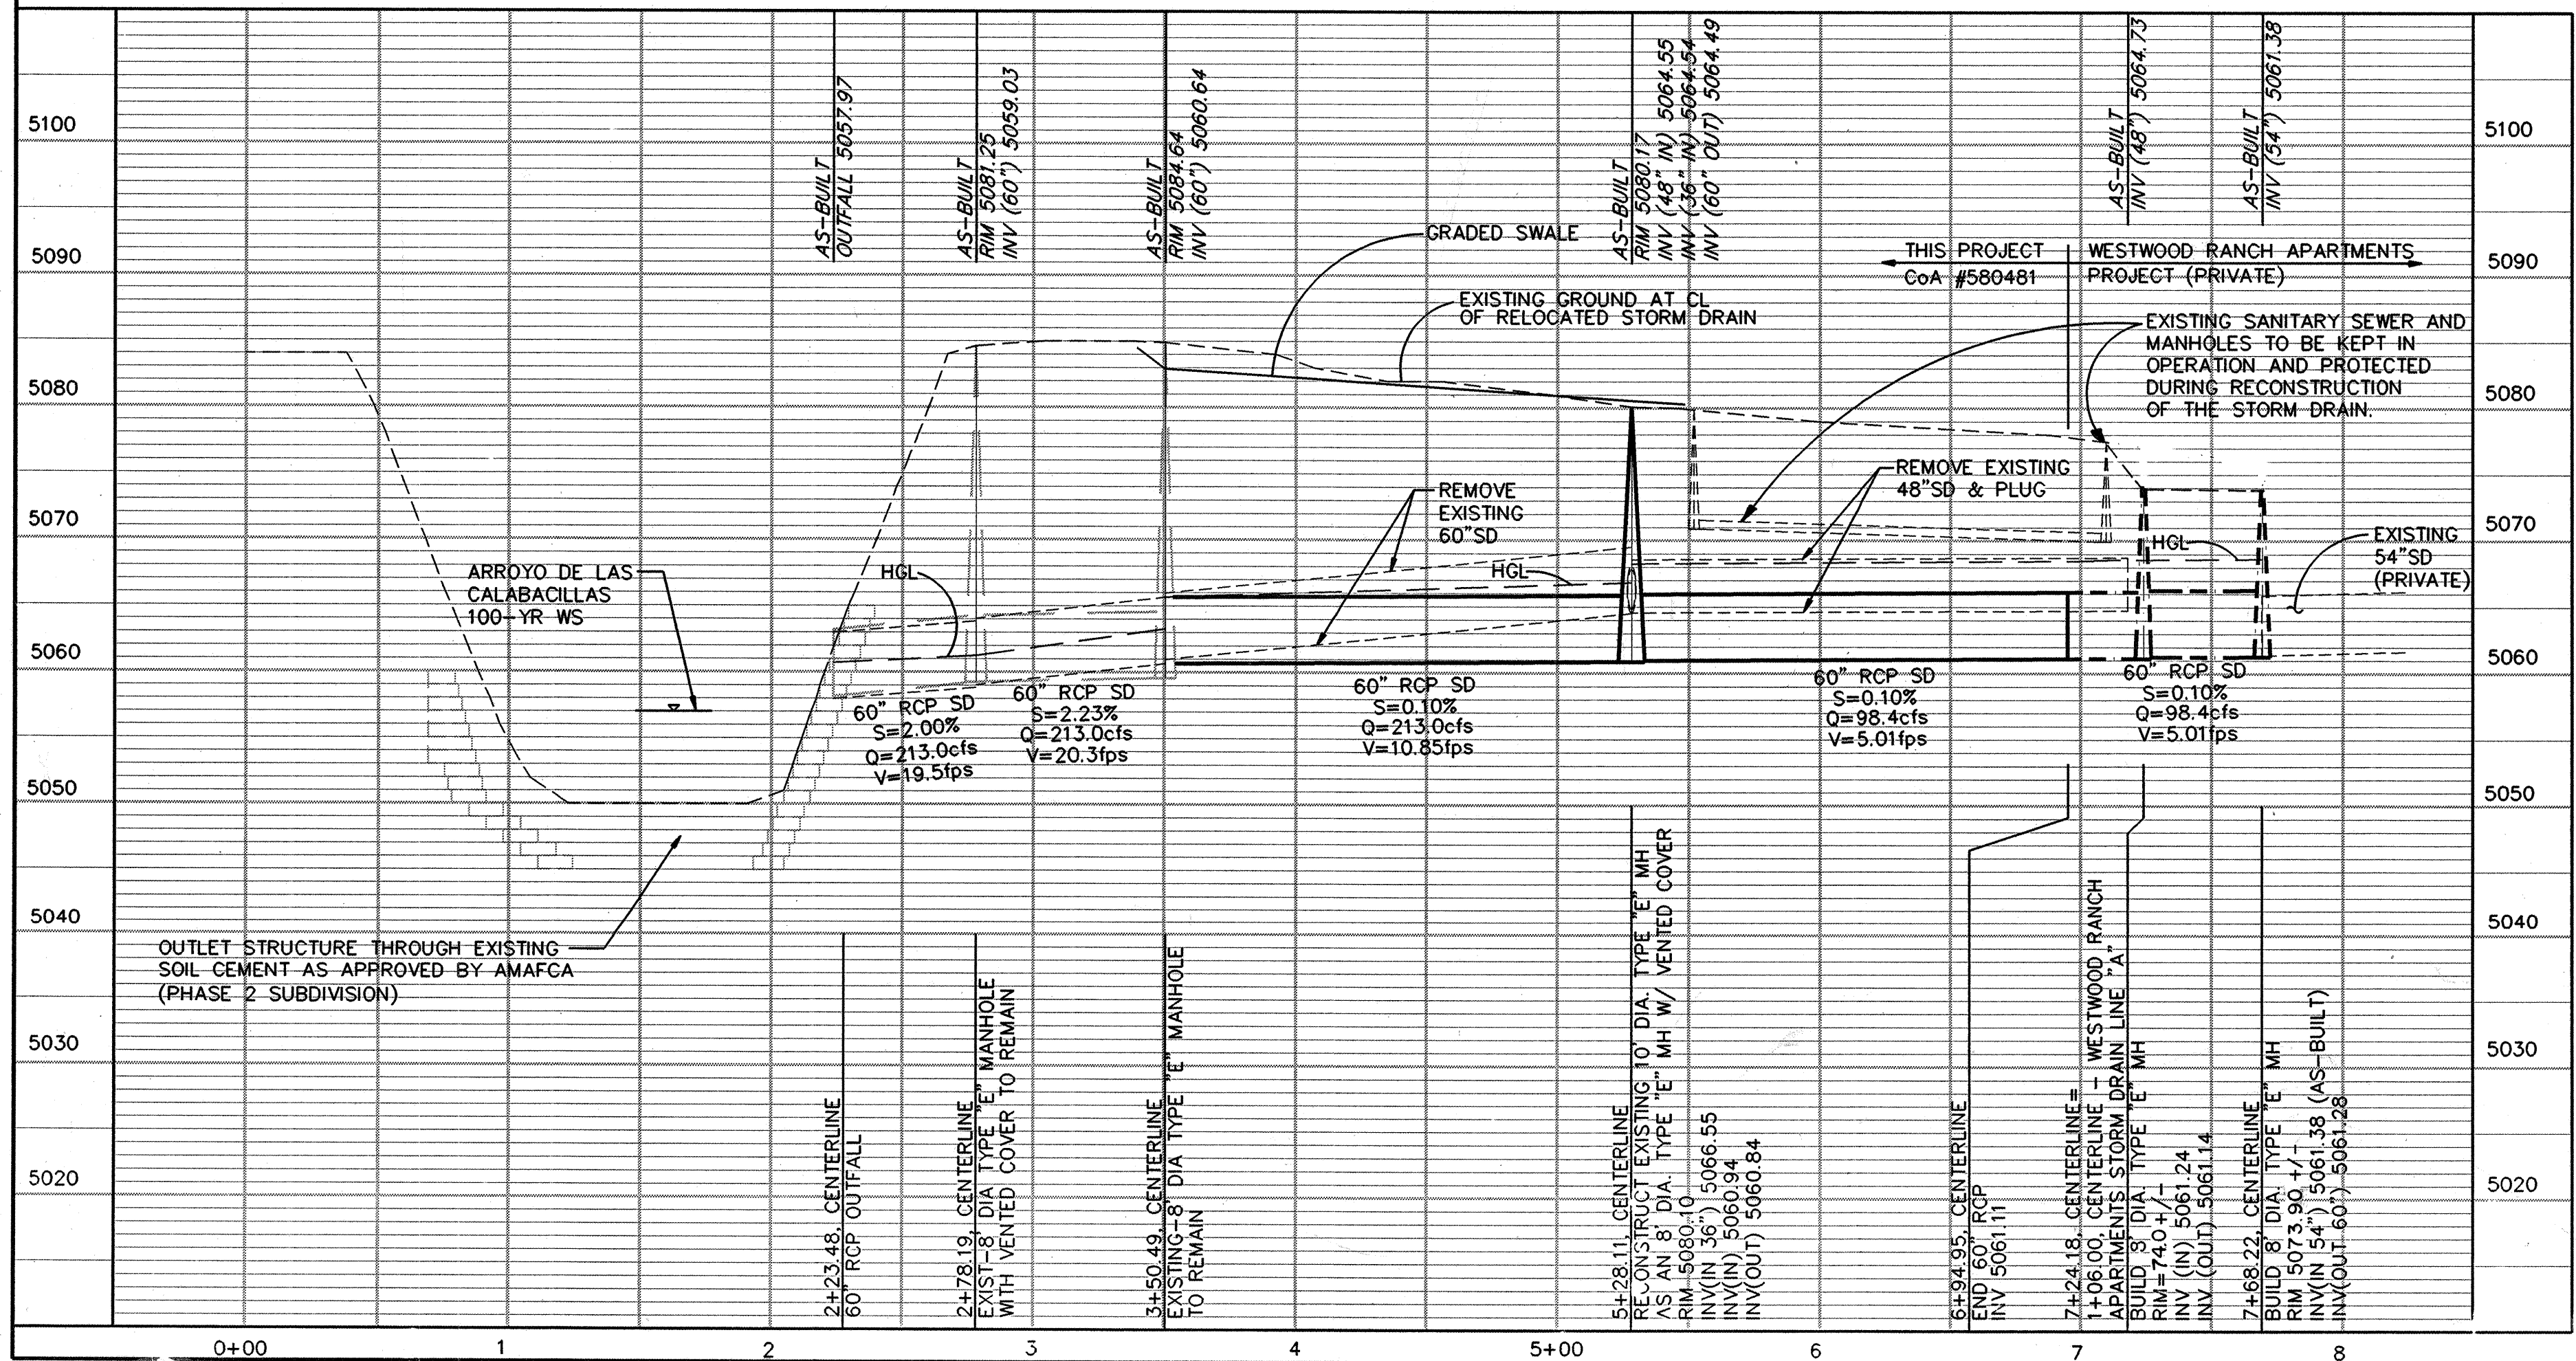 AS-BUILT
OUTFALL 5057.97
AS-BUILT
RIM 5081.25
INV (60") 5059.03
AS-BUILT
RIM 5084.64
INV (60") 5060.64
AS-BUILT
RIM 5080.17
INV (48" IN) 5064.55
INV (36" IN) 5064.54
INV (60" OUT) 5064.49
AS-BUILT
INV (48") 5064.73
AS-BUILT
INV (54") 5061.38
5100
5090
5080
5070
5060
5050
5040
5030
5020
5100
5090
5080
5070
5060
5050
5040
5030
5020
GRADED SWALE
EXISTING GROUND AT CL
OF RELOCATED STORM DRAIN
THIS PROJECT
CoA #580481
WESTWOOD RANCH APARTMENTS
PROJECT (PRIVATE)
EXISTING SANITARY SEWER AND
MANHOLES TO BE KEPT IN
OPERATION AND PROTECTED
DURING RECONSTRUCTION
OF THE STORM DRAIN.
REMOVE
EXISTING
60"SD
REMOVE EXISTING
48"SD & PLUG
HGL
HGL
HGL
EXISTING
54"SD
(PRIVATE)
ARROYO DE LAS
CALABACILLAS
100-YR WS
60" RCP SD
S=2.00%
Q=213.0cfs
V=19.5fps
60" RCP SD
S=2.23%
Q=213.0cfs
V=20.3fps
60" RCP SD
S=0.10%
Q=213.0cfs
V=10.85fps
60" RCP SD
S=0.10%
Q=98.4cfs
V=5.01fps
60" RCP SD
S=0.10%
Q=98.4cfs
V=5.01fps
OUTLET STRUCTURE THROUGH EXISTING
SOIL CEMENT AS APPROVED BY AMAFCA
(PHASE 2 SUBDIVISION)
2+23.48, CENTERLINE
60" RCP OUTFALL
2+78.19, CENTERLINE
EXIST-8' DIA TYPE "E" MANHOLE
WITH VENTED COVER TO REMAIN
3+50.49, CENTERLINE
EXISTING-8' DIA TYPE "E" MANHOLE
TO REMAIN
5+28.11, CENTERLINE
RECONSTRUCT EXISTING 10' DIA. TYPE "E" MH
AS AN 8' DIA. TYPE "E" MH W/ VENTED COVER
RIM 5080.10
INV(IN 36") 5066.55
INV(IN) 5060.94
INV(OUT) 5060.84
6+94.95, CENTERLINE
END 60" RCP
INV 5061.11
7+24.18, CENTERLINE=
1+06.00, CENTERLINE - WESTWOOD RANCH
APARTMENTS STORM DRAIN LINE "A"
BUILD 8' DIA. TYPE "E" MH
RIM=74.0+/-
INV (IN) 5061.24
INV (OUT) 5061.14
7+68.22, CENTERLINE
BUILD 8' DIA. TYPE "E" MH
RIM 5073.90 +/-
INV(IN 54") 5061.38 (AS-BUILT)
INV(OUT 60") 5061.28
0+00
1
2
3
4
5+00
6
7
8